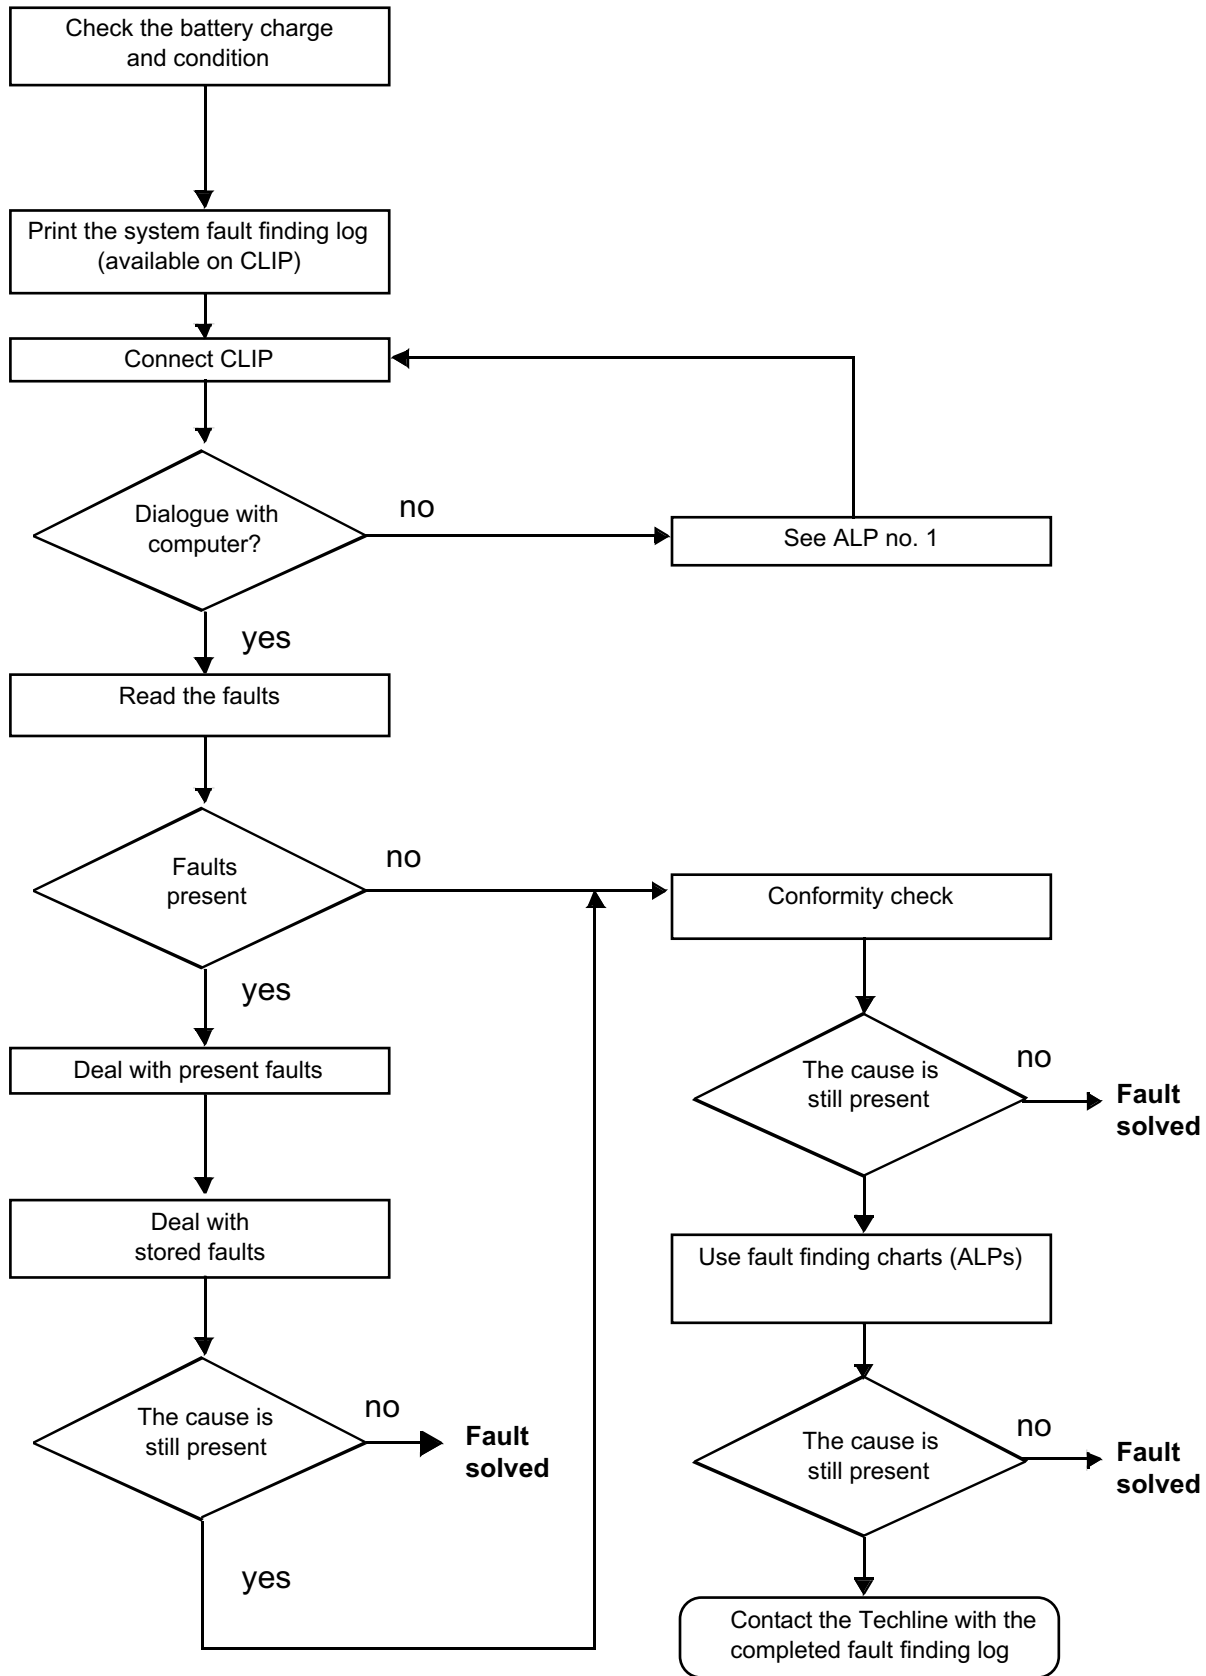 Check the battery charge
and condition
Print the system fault finding log
(available on CLIP)
Connect CLIP
Dialogue with
computer?
no
See ALP no. 1
yes
Read the faults
Faults
present
no
Conformity check
yes
Deal with present faults
The cause is
still present
no
Fault
solved
Deal with
stored faults
Use fault finding charts (ALPs)
The cause is
still present
no
Fault
solved
The cause is
still present
no
Fault
solved
yes
Contact the Techline with the
completed fault finding log